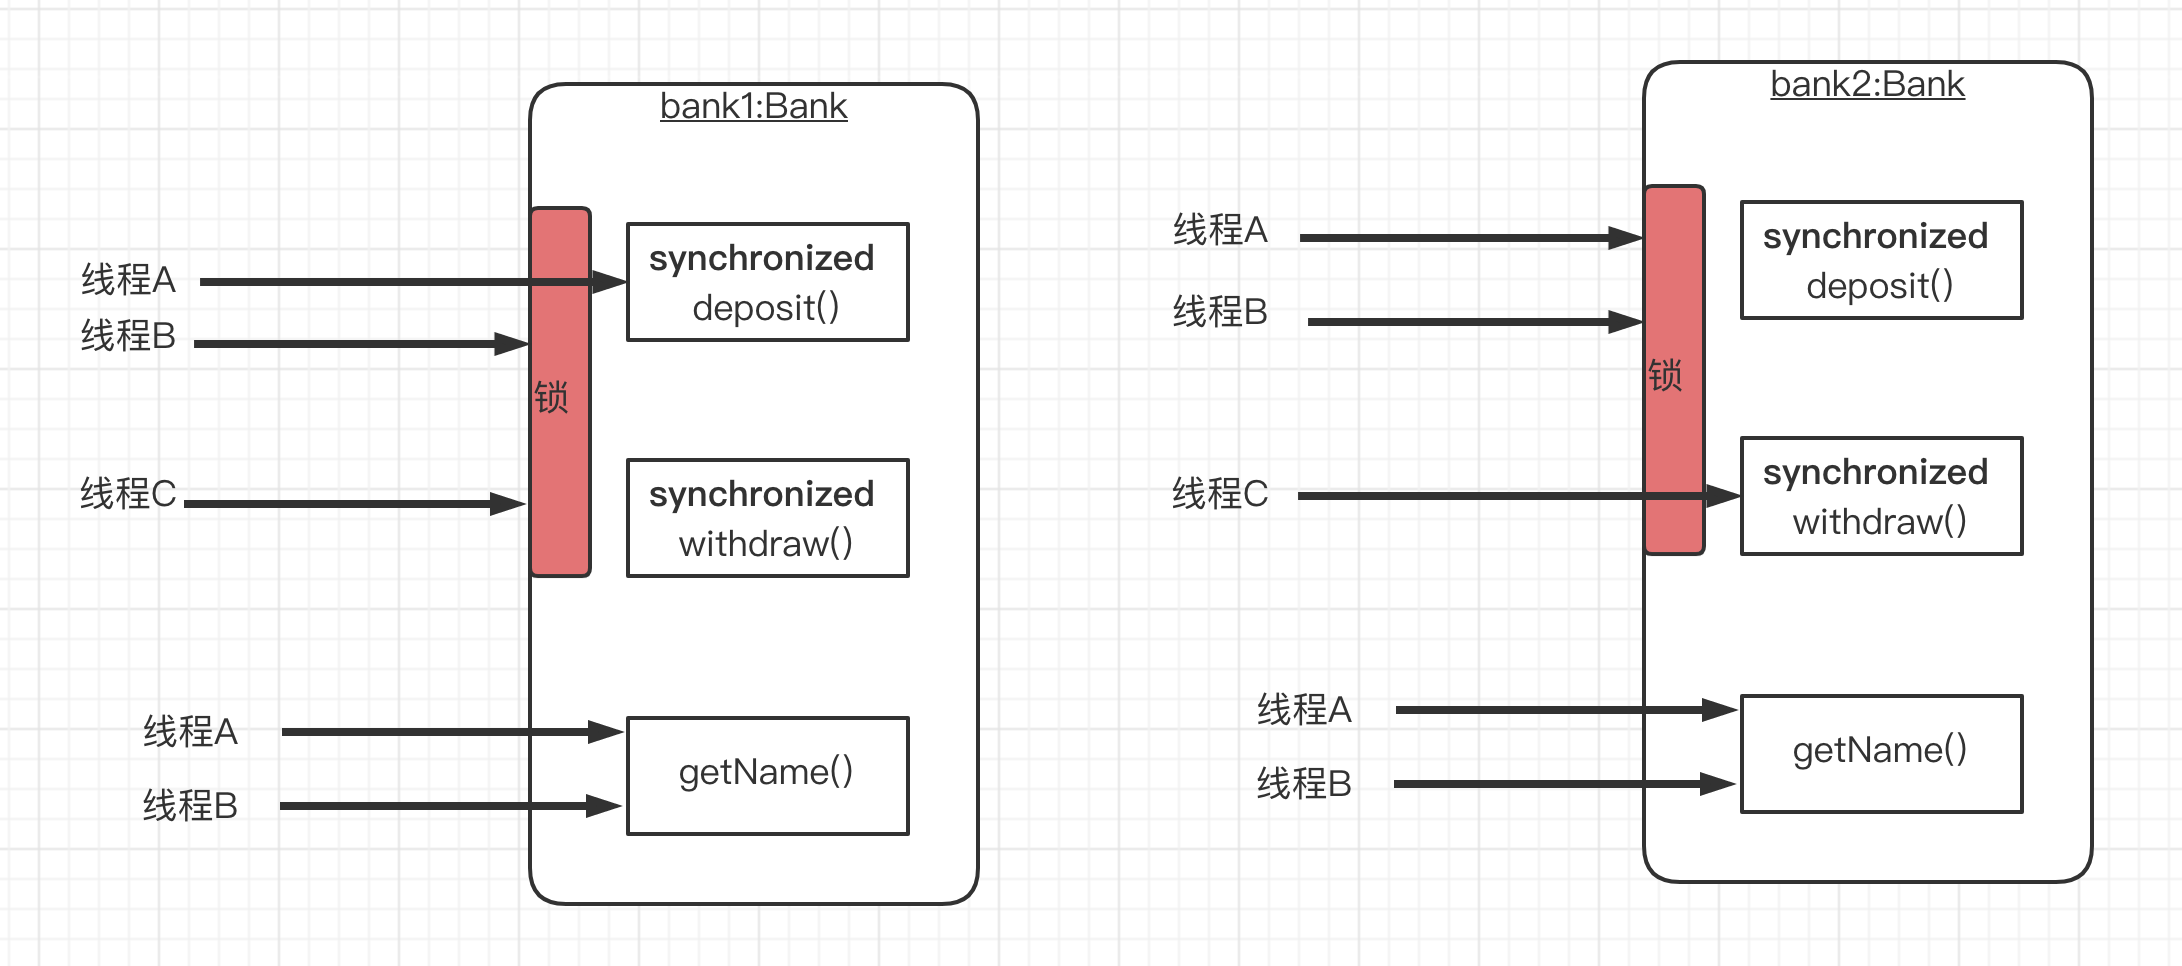 bank1:Bank
线程A
线程B
锁
线程C
synchronized
deposit()
synchronized
withdraw()
线程A
线程B
getName()
bank2:Bank
线程A
线程B
锁
线程C
synchronized
deposit()
synchronized
withdraw()
线程A
线程B
getName()